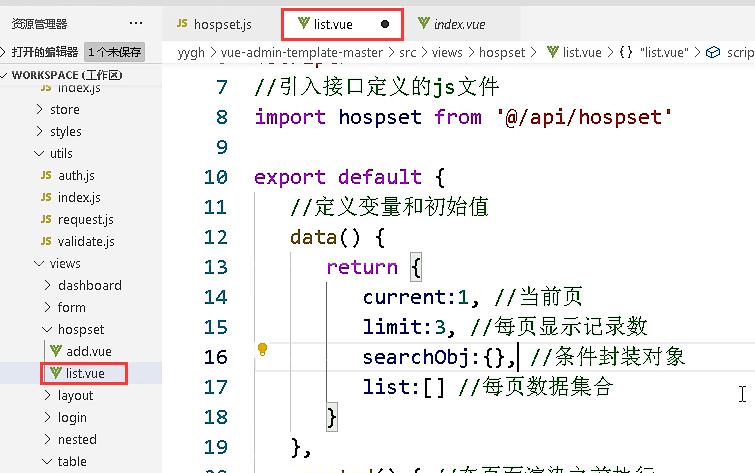 资源管理器 ···
打开的编辑器 1 个未保存
WORKSPACE (工作区)
JS index.js
store
styles
utils
JS auth.js
JS index.js
JS request.js
JS validate.js
views
dashboard
form
hospset
add.vue
list.vue
layout
login
nested
table
JS hospset.js
list.vue ●
index.vue
yygh > vue-admin-template-master > src > views > hospset > list.vue > {} "list.vue" > scrip
7 //引入接口定义的js文件
8 import hospset from '@/api/hospset'
9
10 export default {
11 //定义变量和初始值
12 data() {
13 return {
14 current:1, //当前页
15 limit:3, //每页显示记录数
16 searchObj:{}, //条件封装对象
17 list:[] //每页数据集合
18 }
19 },